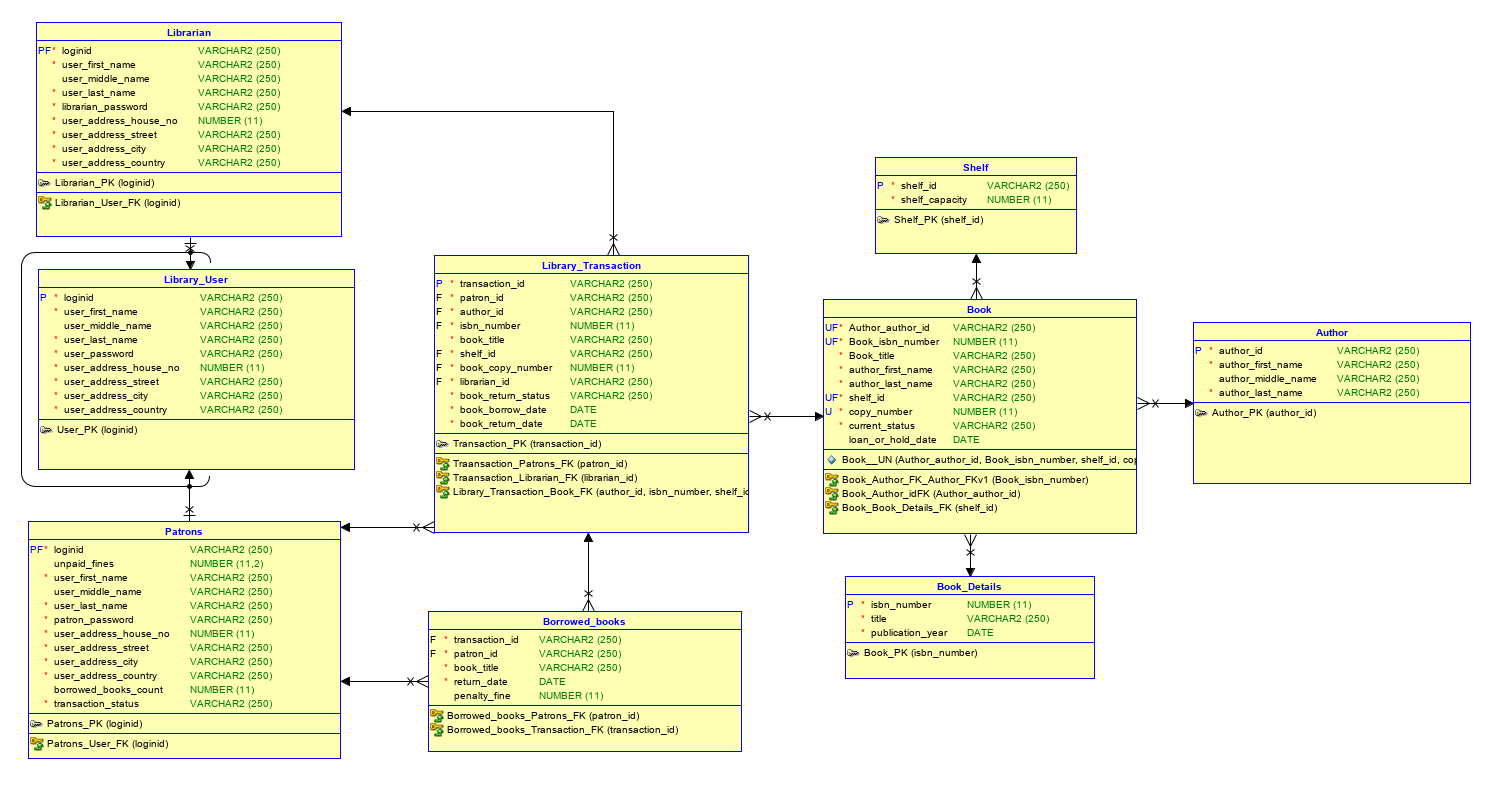 Librarian
PF* loginid VARCHAR2 (250)
* user_first_name VARCHAR2 (250)
user_middle_name VARCHAR2 (250)
* user_last_name VARCHAR2 (250)
* librarian_password VARCHAR2 (250)
* user_address_house_no NUMBER (11)
* user_address_street VARCHAR2 (250)
* user_address_city VARCHAR2 (250)
* user_address_country VARCHAR2 (250)
Librarian_PK (loginid)
Librarian_User_FK (loginid)
Library_User
P * loginid VARCHAR2 (250)
* user_first_name VARCHAR2 (250)
user_middle_name VARCHAR2 (250)
* user_last_name VARCHAR2 (250)
* user_password VARCHAR2 (250)
* user_address_house_no NUMBER (11)
* user_address_street VARCHAR2 (250)
* user_address_city VARCHAR2 (250)
* user_address_country VARCHAR2 (250)
User_PK (loginid)
Patrons
PF* loginid VARCHAR2 (250)
unpaid_fines NUMBER (11,2)
* user_first_name VARCHAR2 (250)
user_middle_name VARCHAR2 (250)
* user_last_name VARCHAR2 (250)
* patron_password VARCHAR2 (250)
* user_address_house_no NUMBER (11)
* user_address_street VARCHAR2 (250)
* user_address_city VARCHAR2 (250)
* user_address_country VARCHAR2 (250)
borrowed_books_count NUMBER (11)
* transaction_status VARCHAR2 (250)
Patrons_PK (loginid)
Patrons_User_FK (loginid)
Library_Transaction
P * transaction_id VARCHAR2 (250)
F * patron_id VARCHAR2 (250)
F * author_id VARCHAR2 (250)
F * isbn_number NUMBER (11)
* book_title VARCHAR2 (250)
F * shelf_id VARCHAR2 (250)
F * book_copy_number NUMBER (11)
F * librarian_id VARCHAR2 (250)
* book_return_status VARCHAR2 (250)
* book_borrow_date DATE
* book_return_date DATE
Transaction_PK (transaction_id)
Traansaction_Patrons_FK (patron_id)
Traansaction_Librarian_FK (librarian_id)
Library_Transaction_Book_FK (author_id, isbn_number, shelf_id
Borrowed_books
F * transaction_id VARCHAR2 (250)
F * patron_id VARCHAR2 (250)
* book_title VARCHAR2 (250)
* return_date DATE
penalty_fine NUMBER (11)
Borrowed_books_Patrons_FK (patron_id)
Borrowed_books_Transaction_FK (transaction_id)
Shelf
P * shelf_id VARCHAR2 (250)
* shelf_capacity NUMBER (11)
Shelf_PK (shelf_id)
Book
UF* Author_author_id VARCHAR2 (250)
UF* Book_isbn_number NUMBER (11)
* Book_title VARCHAR2 (250)
* author_first_name VARCHAR2 (250)
* author_last_name VARCHAR2 (250)
UF* shelf_id VARCHAR2 (250)
U * copy_number NUMBER (11)
* current_status VARCHAR2 (250)
loan_or_hold_date DATE
Book__UN (Author_author_id, Book_isbn_number, shelf_id, cop
Book_Author_FK_Author_FKv1 (Book_isbn_number)
Book_Author_idFK (Author_author_id)
Book_Book_Details_FK (shelf_id)
Book_Details
P * isbn_number NUMBER (11)
* title VARCHAR2 (250)
* publication_year DATE
Book_PK (isbn_number)
Author
P * author_id VARCHAR2 (250)
* author_first_name VARCHAR2 (250)
author_middle_name VARCHAR2 (250)
* author_last_name VARCHAR2 (250)
Author_PK (author_id)